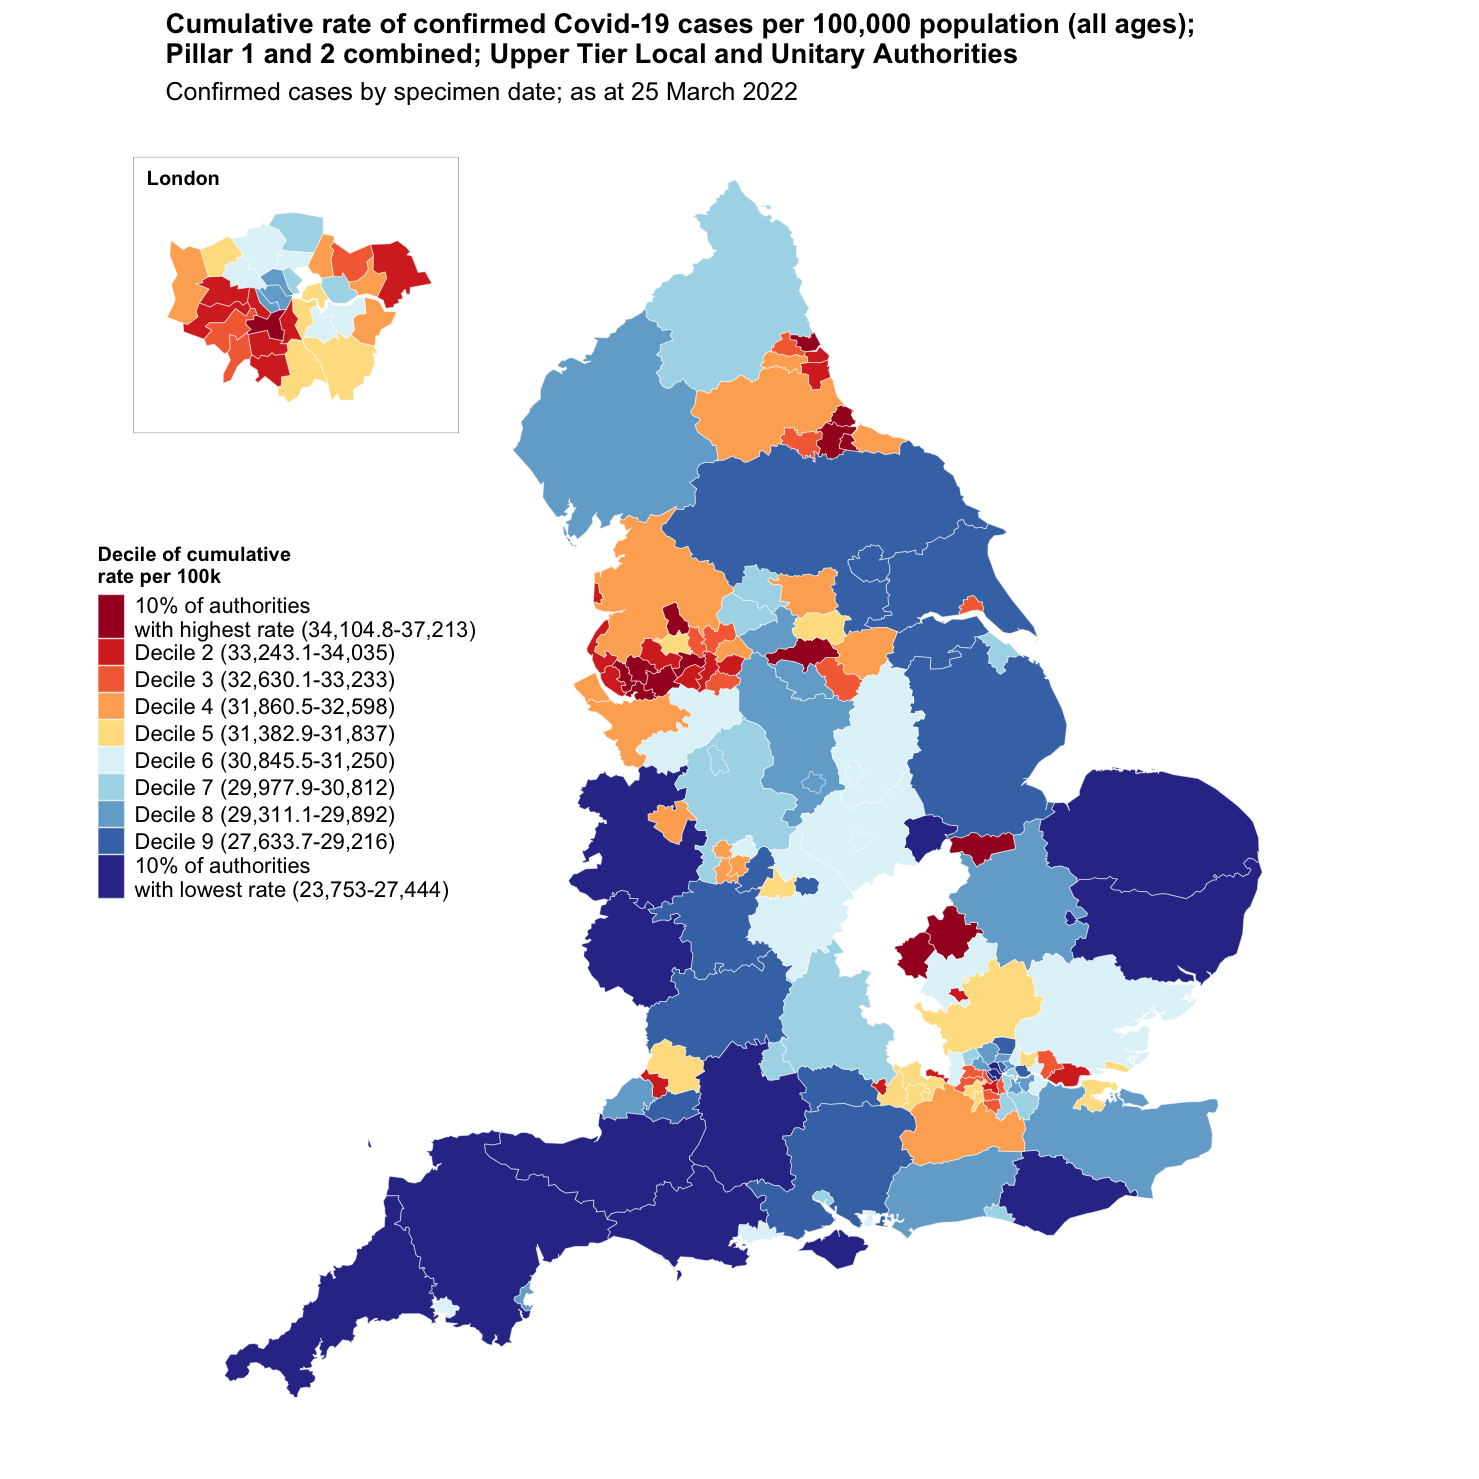 Cumulative rate of confirmed Covid-19 cases per 100,000 population (all ages);
Pillar 1 and 2 combined; Upper Tier Local and Unitary Authorities
Confirmed cases by specimen date; as at 25 March 2022
London
Decile of cumulative
rate per 100k
10% of authorities
with highest rate (34,104.8-37,213)
Decile 2 (33,243.1-34,035)
Decile 3 (32,630.1-33,233)
Decile 4 (31,860.5-32,598)
Decile 5 (31,382.9-31,837)
Decile 6 (30,845.5-31,250)
Decile 7 (29,977.9-30,812)
Decile 8 (29,311.1-29,892)
Decile 9 (27,633.7-29,216)
10% of authorities
with lowest rate (23,753-27,444)